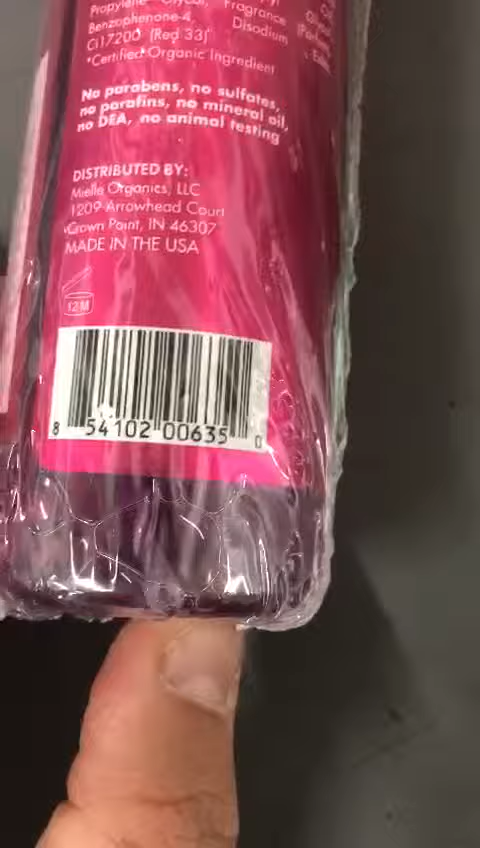 Propylene Glycol, Fragrance
Benzophenone-4, Disodium
Ci17200 (Red 33)
*Certified Organic Ingredient
No parabens, no sulfates,
no parafins, no mineral oil,
no DEA, no animal testing
DISTRIBUTED BY:
Mielle Organics, LLC
1209 Arrowhead Court
Crown Point, IN 46307
MADE IN THE USA
12M
8 54102 00635 0